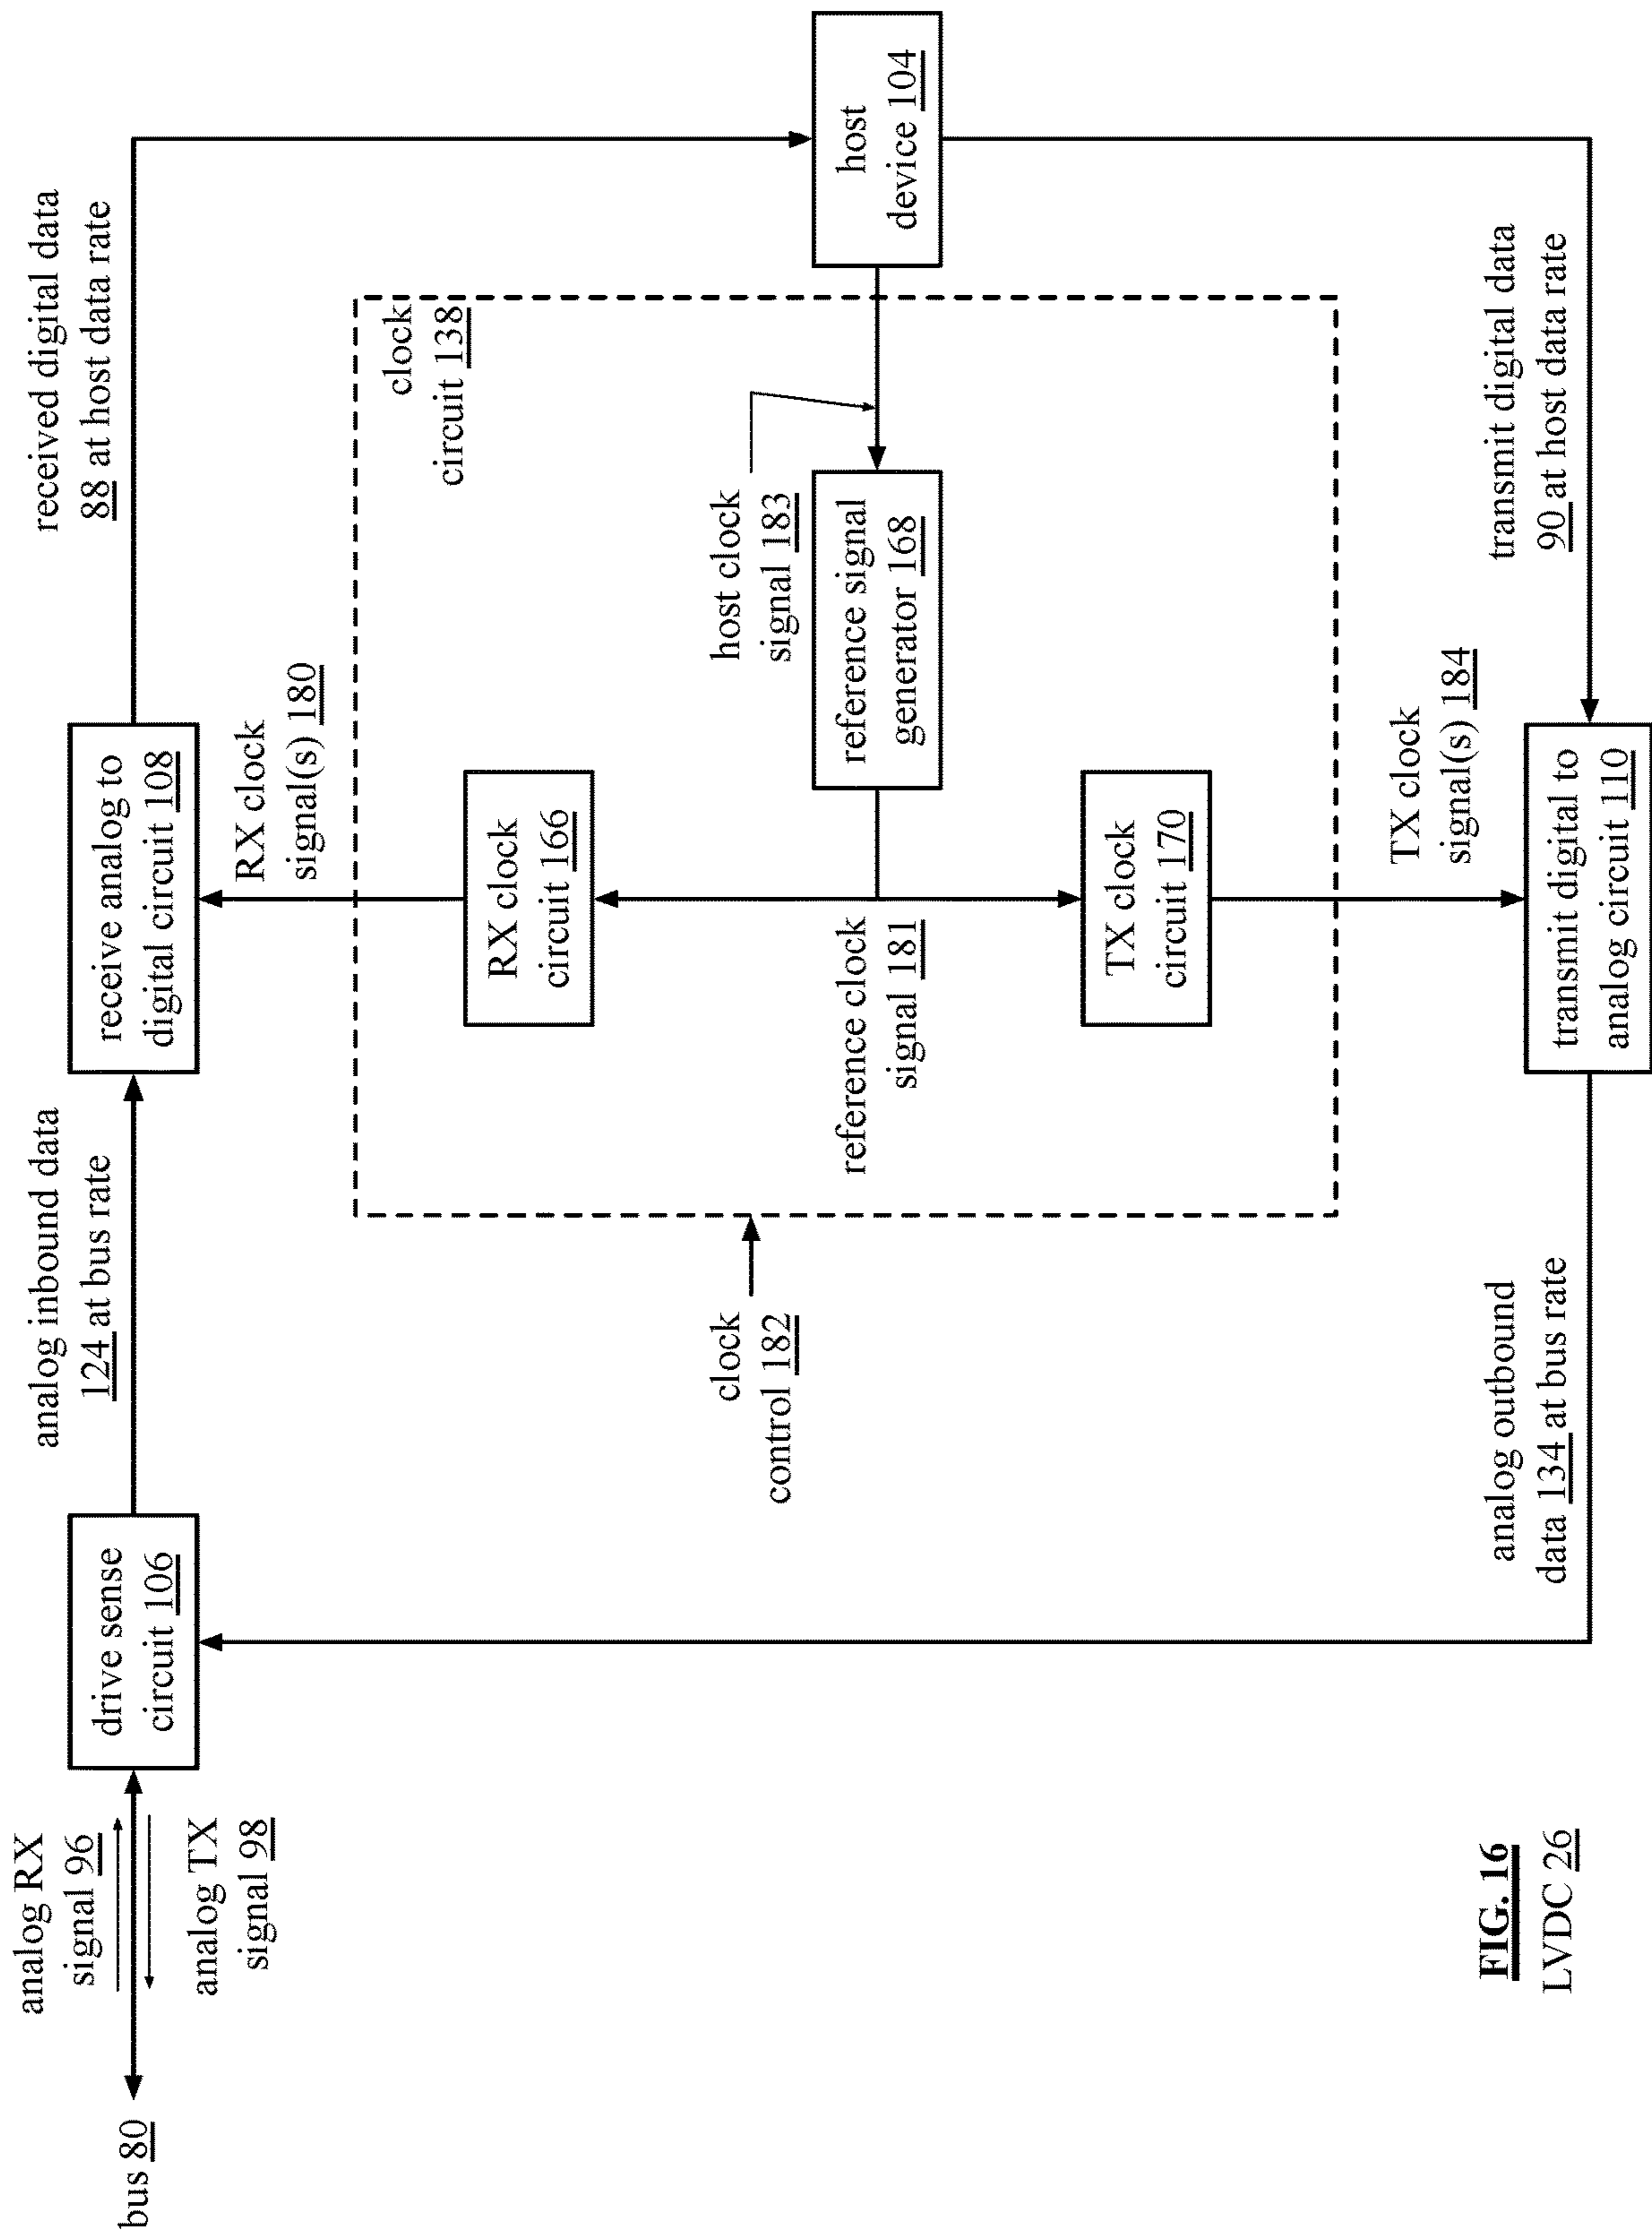 analog RX
signal 96
bus 80
analog TX
signal 98
drive sense
circuit 106
analog inbound data
124 at bus rate
receive analog to
digital circuit 108
received digital data
88 at host data rate
RX clock
signal(s) 180
clock
circuit 138
RX clock
circuit 166
clock
control 182
reference clock
signal 181
host clock
signal 183
reference signal
generator 168
host
device 104
TX clock
circuit 170
TX clock
signal(s) 184
analog outbound
data 134 at bus rate
transmit digital to
analog circuit 110
transmit digital data
90 at host data rate
FIG. 16
LVDC 26